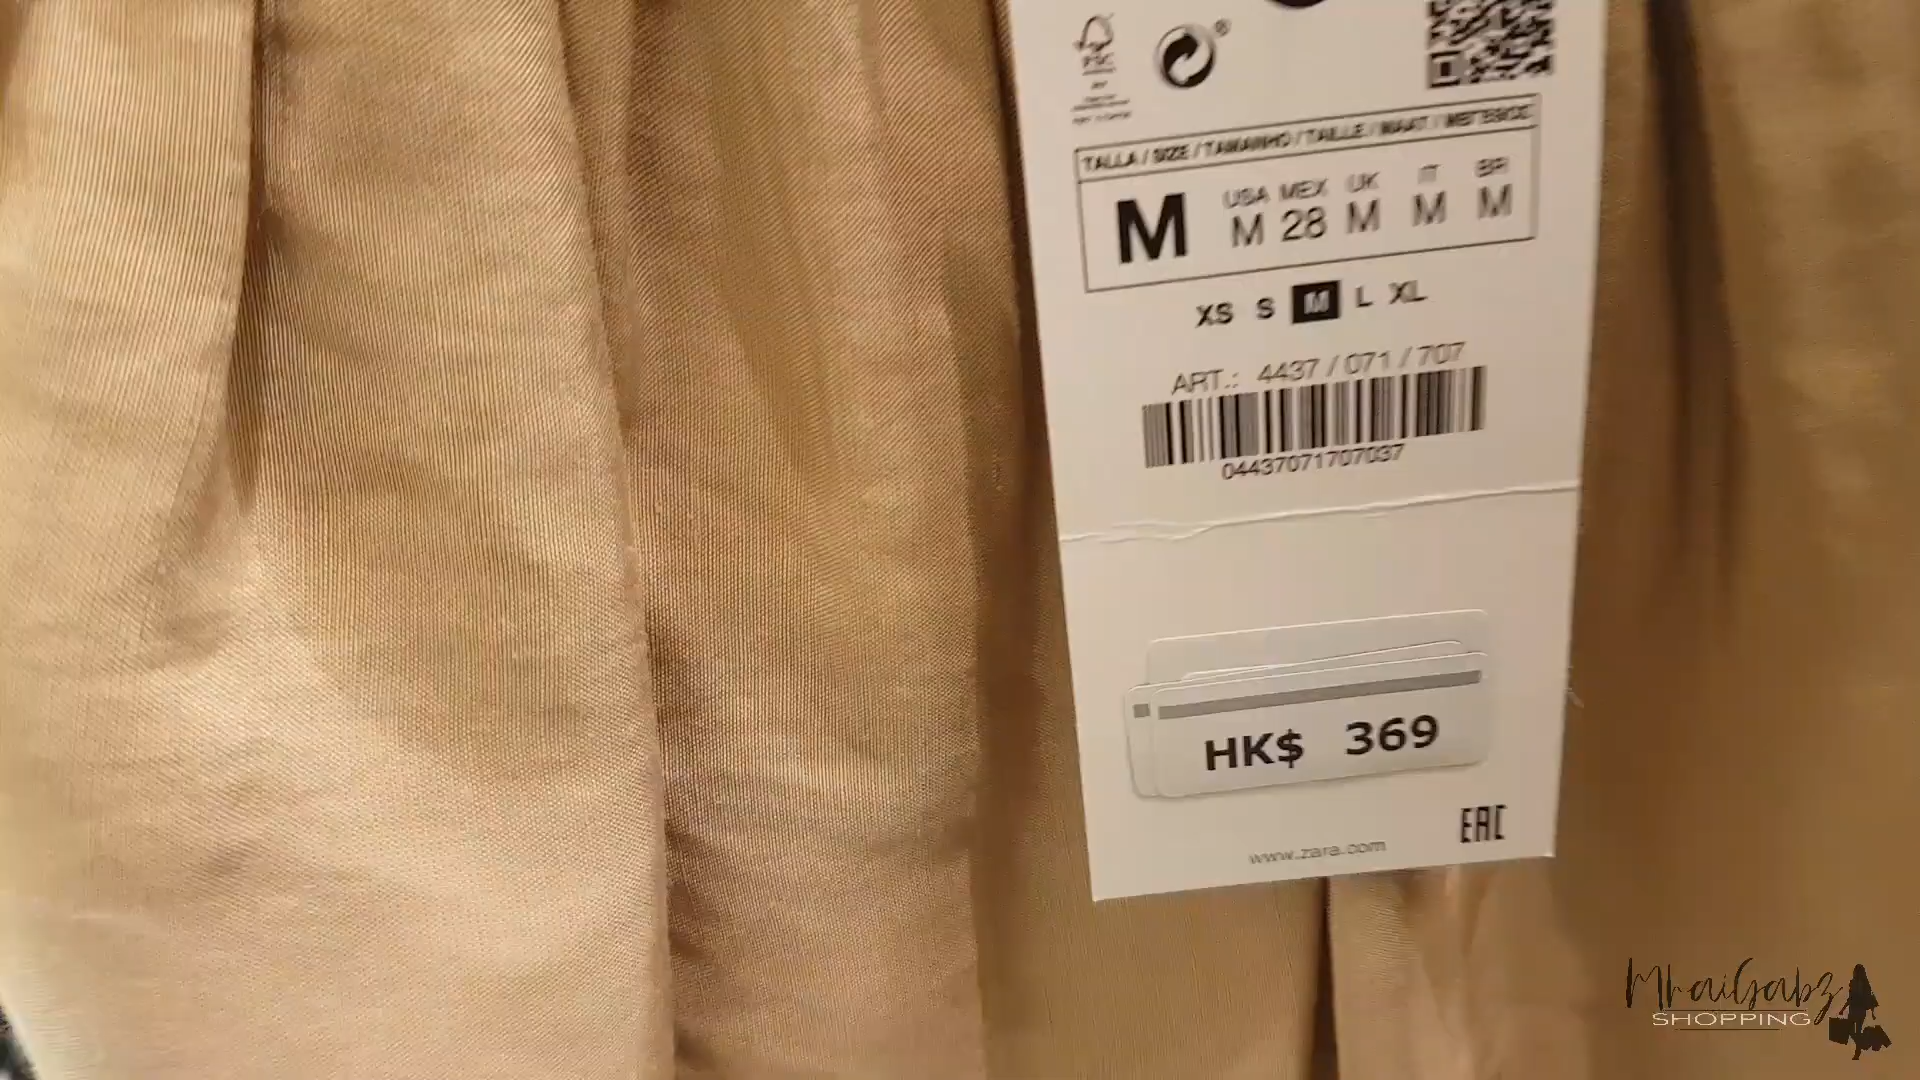 FSC
®
TALLA / SIZE / TAMANHO / TAILLE / MAAT /
USA MEX UK IT BR
M M 28 M M M
XS S M L XL
ART.: 4437 / 071 / 707
04437071707037
HK$ 369
EAC
www.zara.com
MhaiGabz
SHOPPING